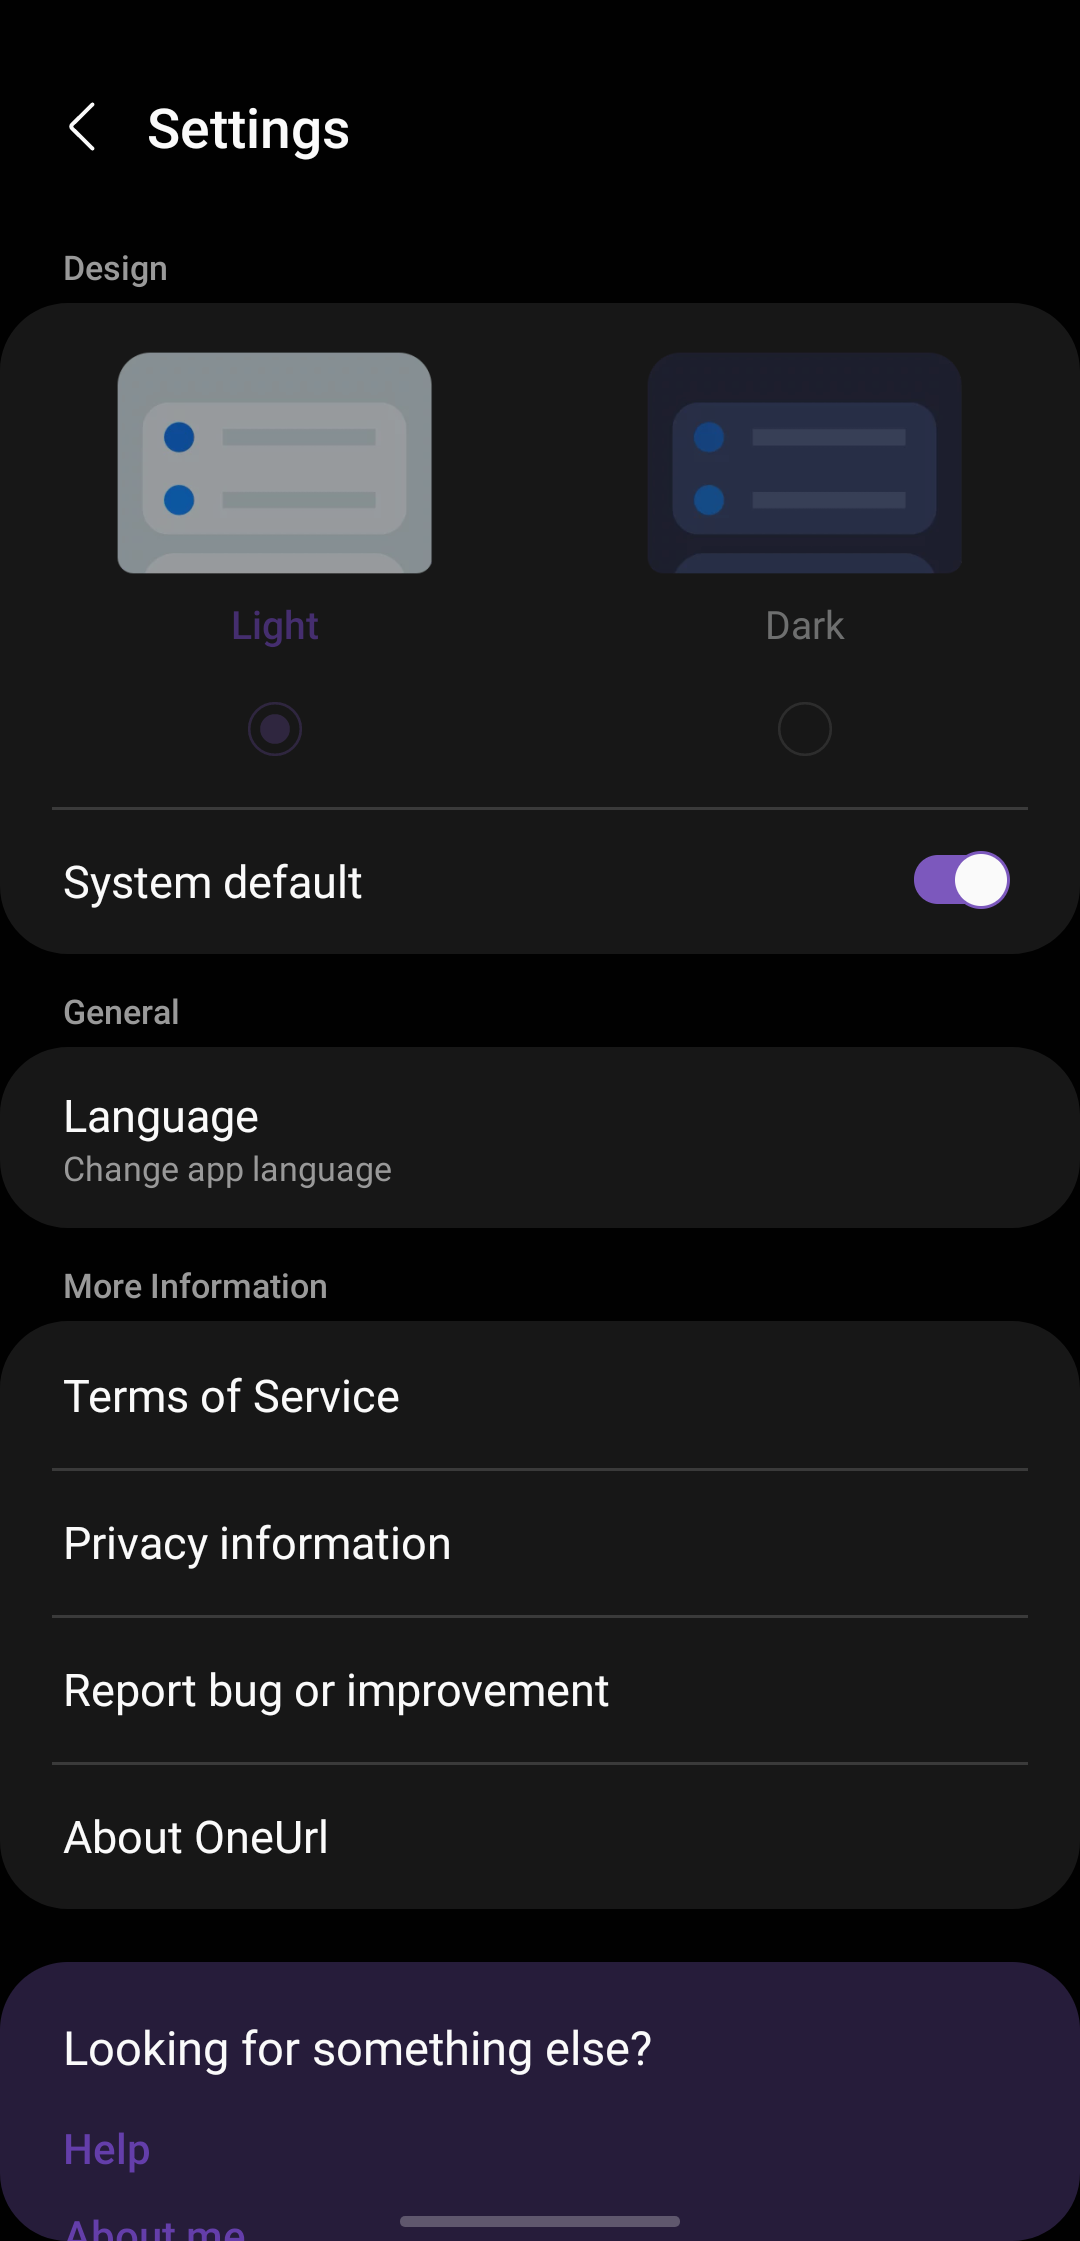 Settings
Design
Light
Dark
System default
General
Language
Change app language
More Information
Terms of Service
Privacy information
Report bug or improvement
About OneUrl
Looking for something else?
Help
About me